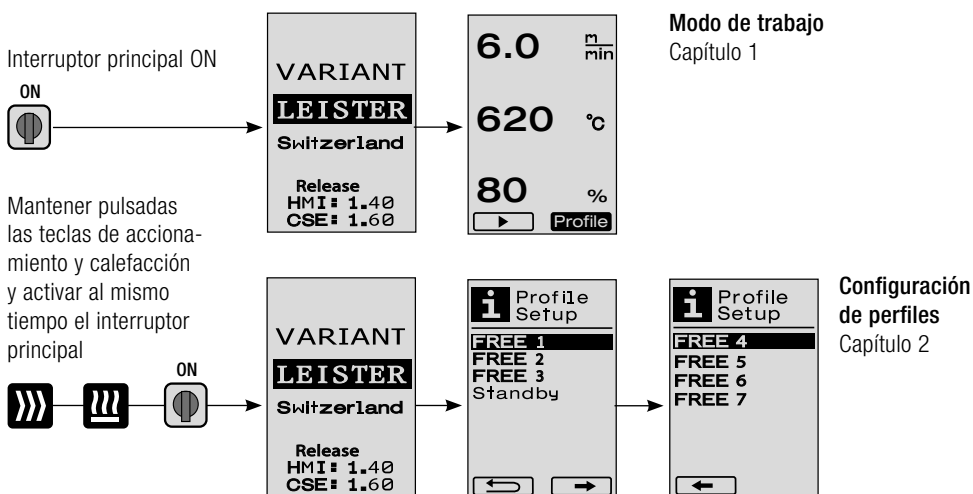 Interruptor principal ON
ON
VARIANT
LEISTER
Switzerland
Release
HMI: 1.40
CSE: 1.60
6.0 m/min
620 °C
80 %
Profile
Modo de trabajo
Capítulo 1
Mantener pulsadas
las teclas de acciona-
miento y calefacción
y activar al mismo
tiempo el interruptor
principal
ON
VARIANT
LEISTER
Switzerland
Release
HMI: 1.40
CSE: 1.60
i Profile
Setup
FREE 1
FREE 2
FREE 3
Standby
i Profile
Setup
FREE 4
FREE 5
FREE 6
FREE 7
Configuración
de perfiles
Capítulo 2